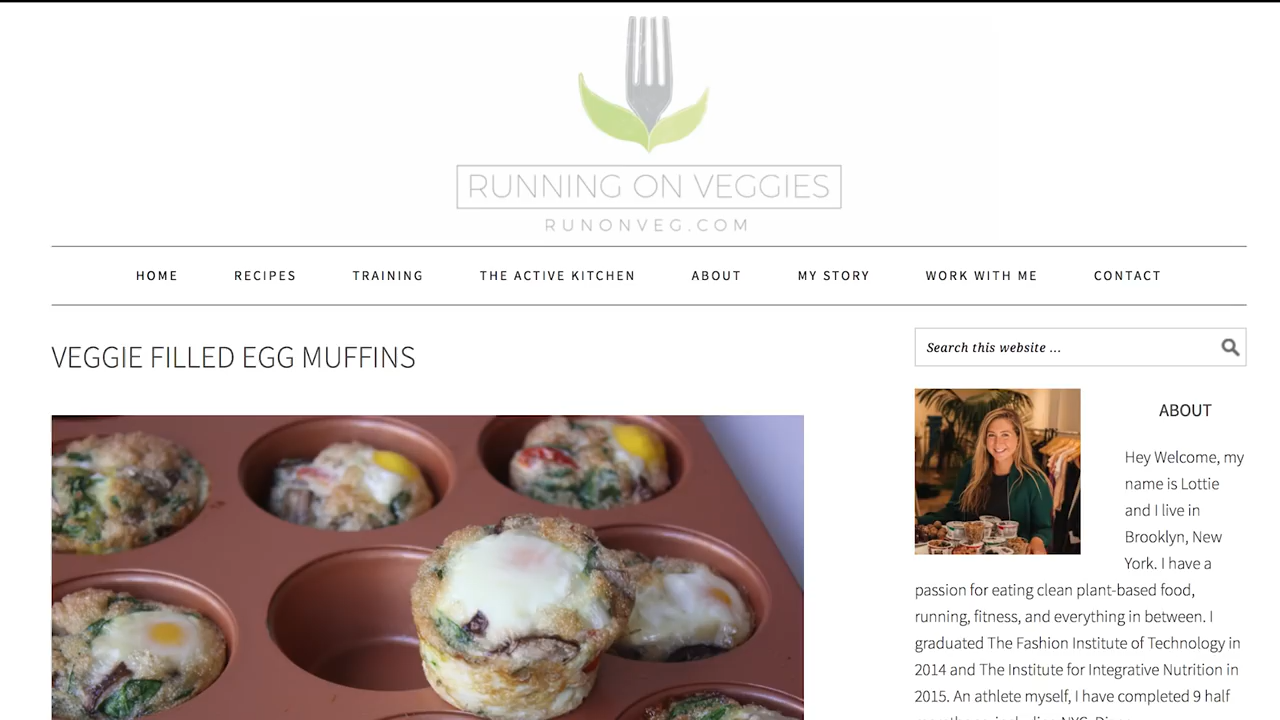 RUNNING ON VEGGIES
RUNONVEG.COM
HOME RECIPES TRAINING THE ACTIVE KITCHEN ABOUT MY STORY WORK WITH ME CONTACT
VEGGIE FILLED EGG MUFFINS
Search this website ...
ABOUT
Hey Welcome, my
name is Lottie
and I live in
Brooklyn, New
York. I have a
passion for eating clean plant-based food,
running, fitness, and everything in between. I
graduated The Fashion Institute of Technology in
2014 and The Institute for Integrative Nutrition in
2015. An athlete myself, I have completed 9 half